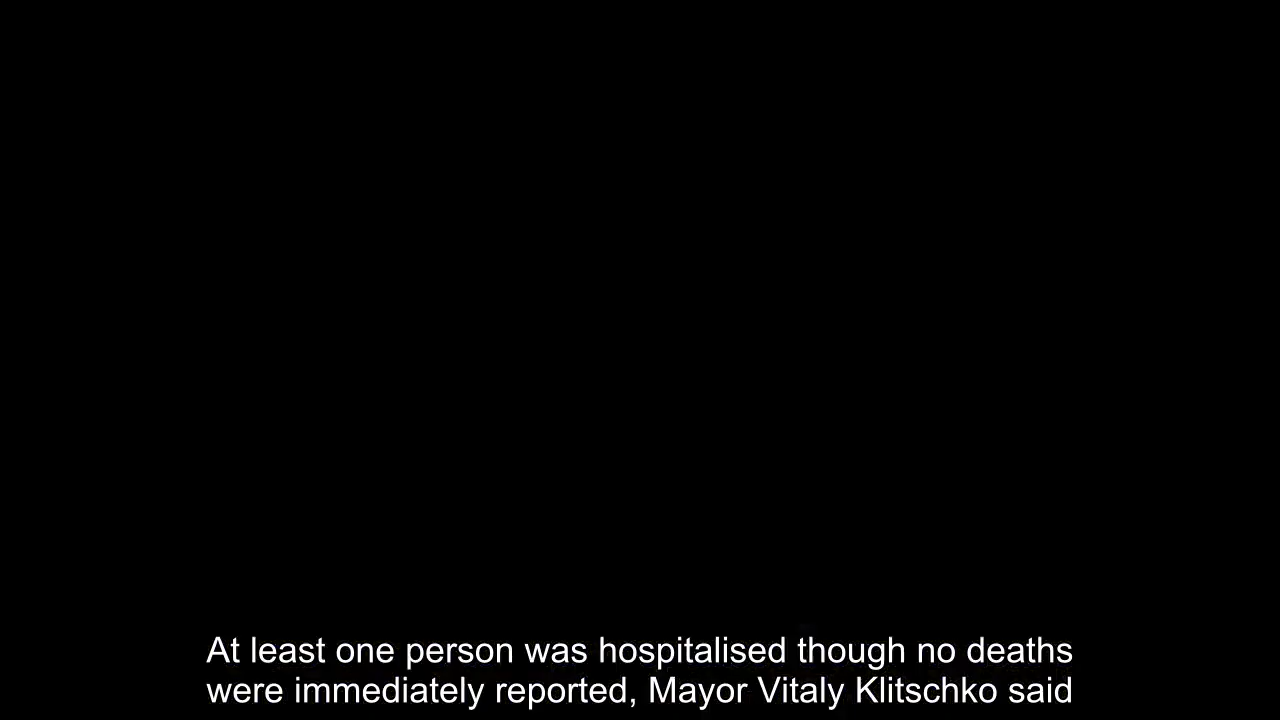 At least one person was hospitalised though no deaths
were immediately reported, Mayor Vitaly Klitschko said